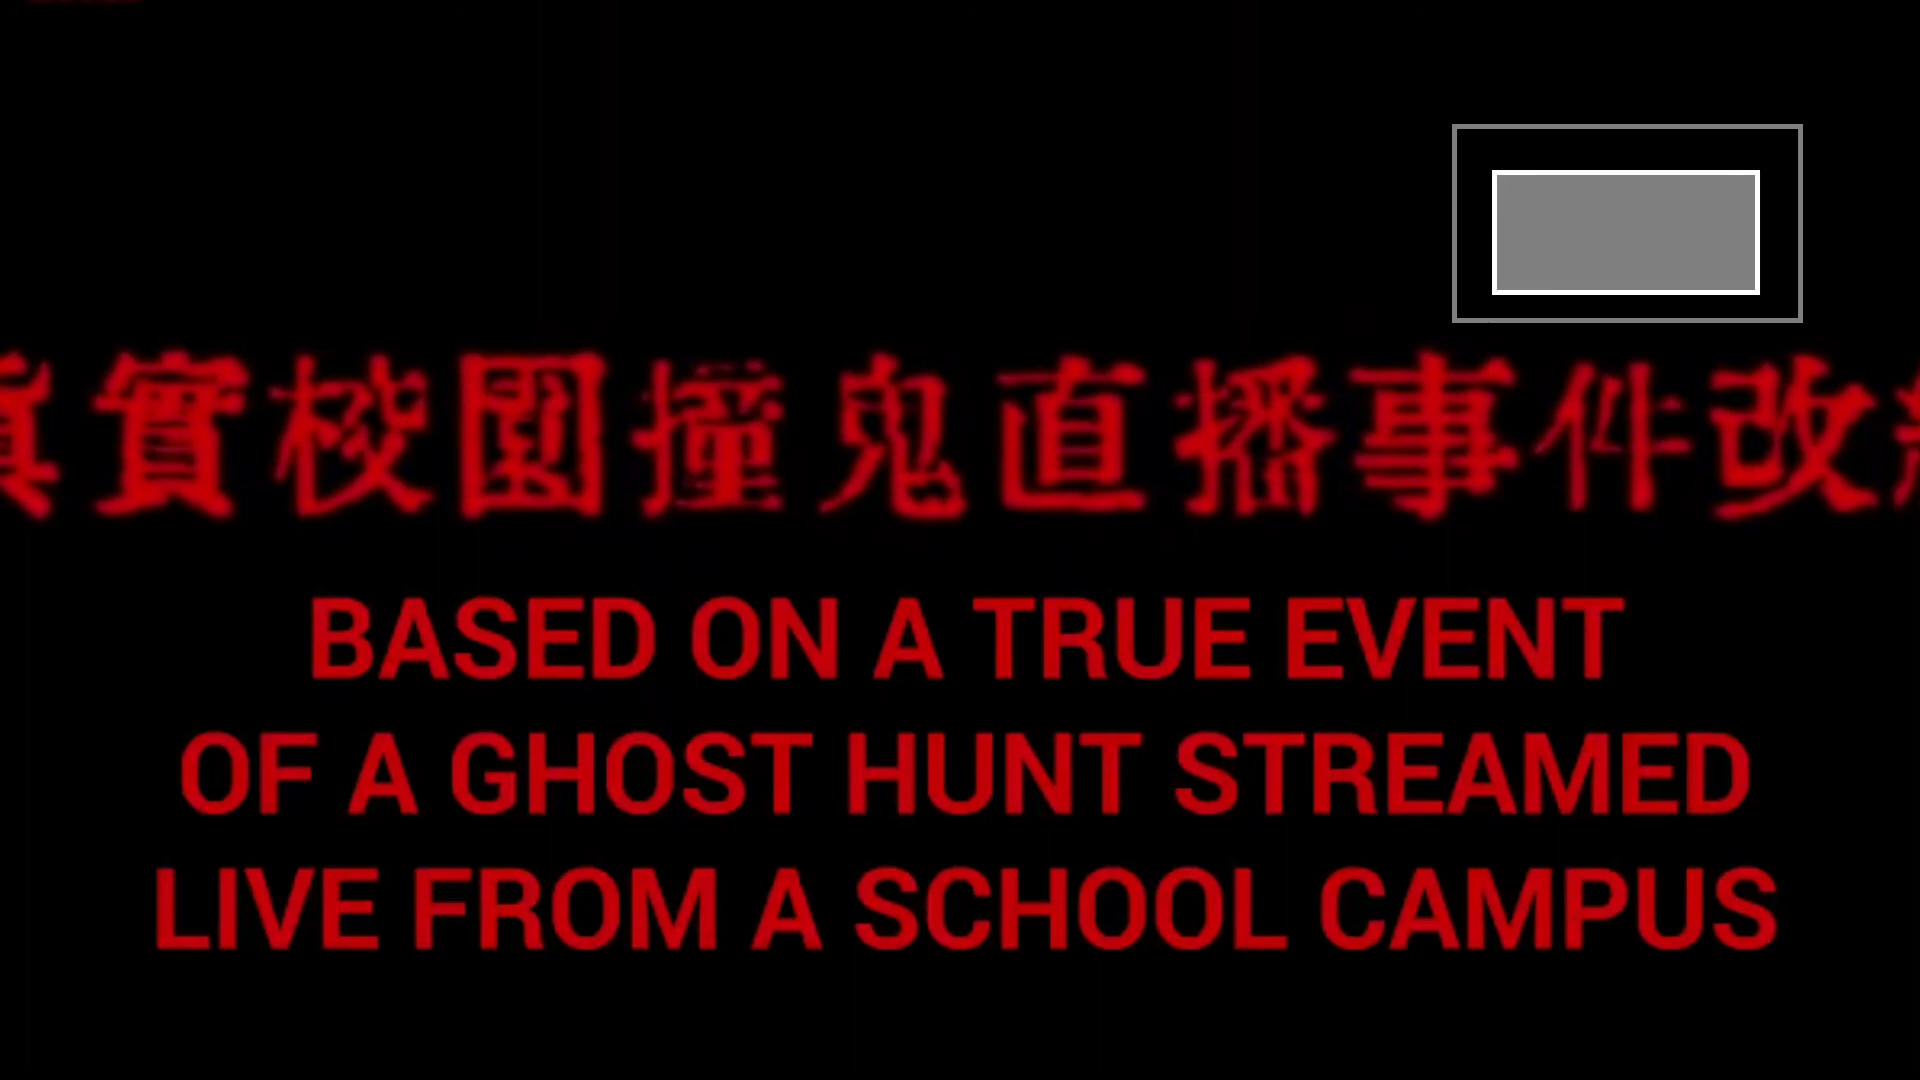 真實校園撞鬼直播事件改
BASED ON A TRUE EVENT
OF A GHOST HUNT STREAMED
LIVE FROM A SCHOOL CAMPUS